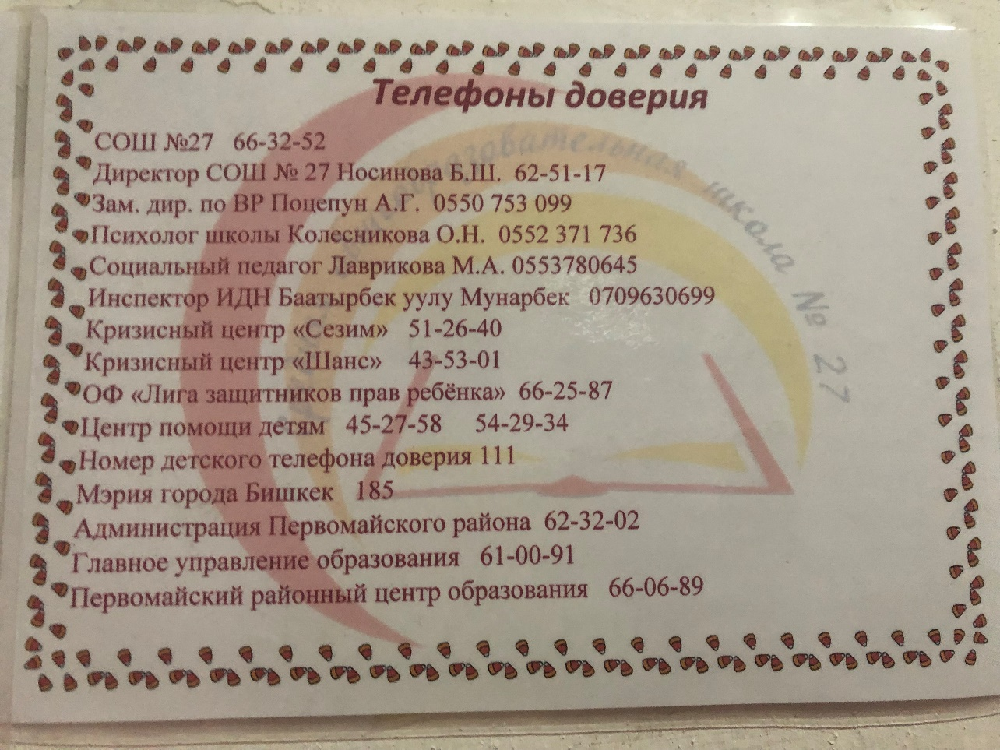 Телефоны доверия
СОШ №27 66-32-52
Директор СОШ № 27 Носинова Б.Ш. 62-51-17
Зам. дир. по ВР Поцепун А.Г. 0550 753 099
Психолог школы Колесникова О.Н. 0552 371 736
Социальный педагог Лаврикова М.А. 0553780645
Инспектор ИДН Баатырбек уулу Мунарбек 0709630699
Кризисный центр «Сезим» 51-26-40
Кризисный центр «Шанс» 43-53-01
ОФ «Лига защитников прав ребёнка» 66-25-87
Центр помощи детям 45-27-58 54-29-34
Номер детского телефона доверия 111
Мэрия города Бишкек 185
Администрация Первомайского района 62-32-02
Главное управление образования 61-00-91
Первомайский районный центр образования 66-06-89
школа № 27